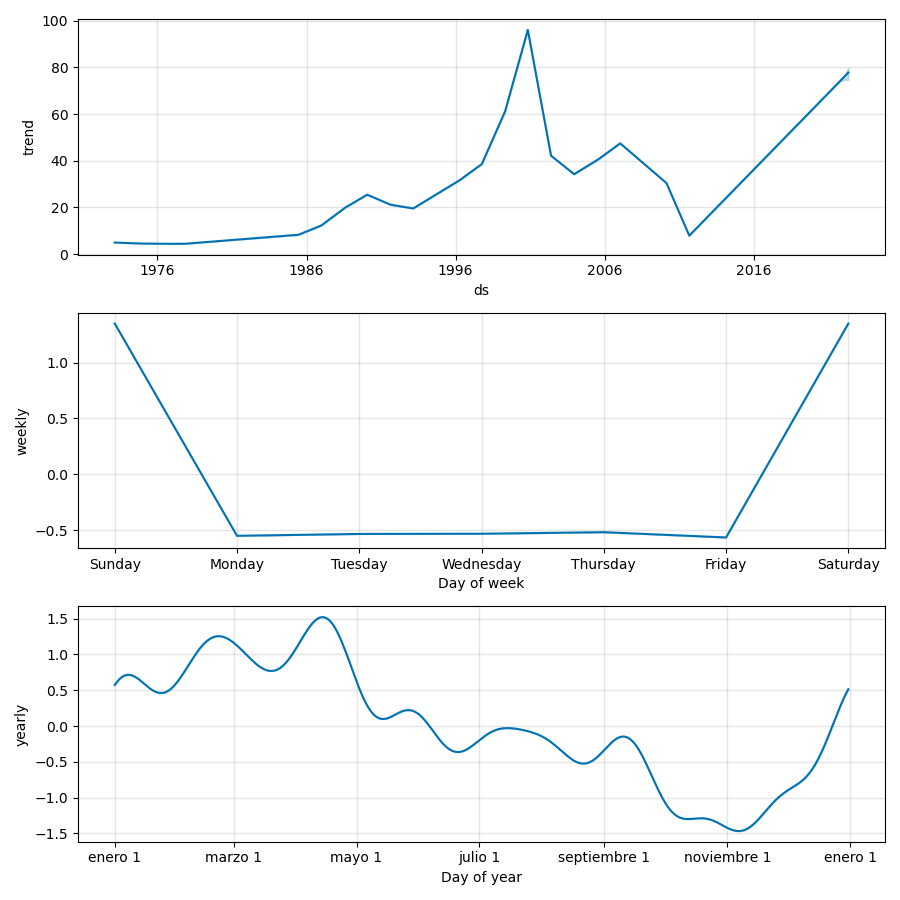 100
80
60
40
20
0
trend
1976 1986 1996 2006 2016
ds
1.0
0.5
0.0
−0.5
weekly
Sunday Monday Tuesday Wednesday Thursday Friday Saturday
Day of week
1.5
1.0
0.5
0.0
−0.5
−1.0
−1.5
yearly
enero 1 marzo 1 mayo 1 julio 1 septiembre 1 noviembre 1 enero 1
Day of year